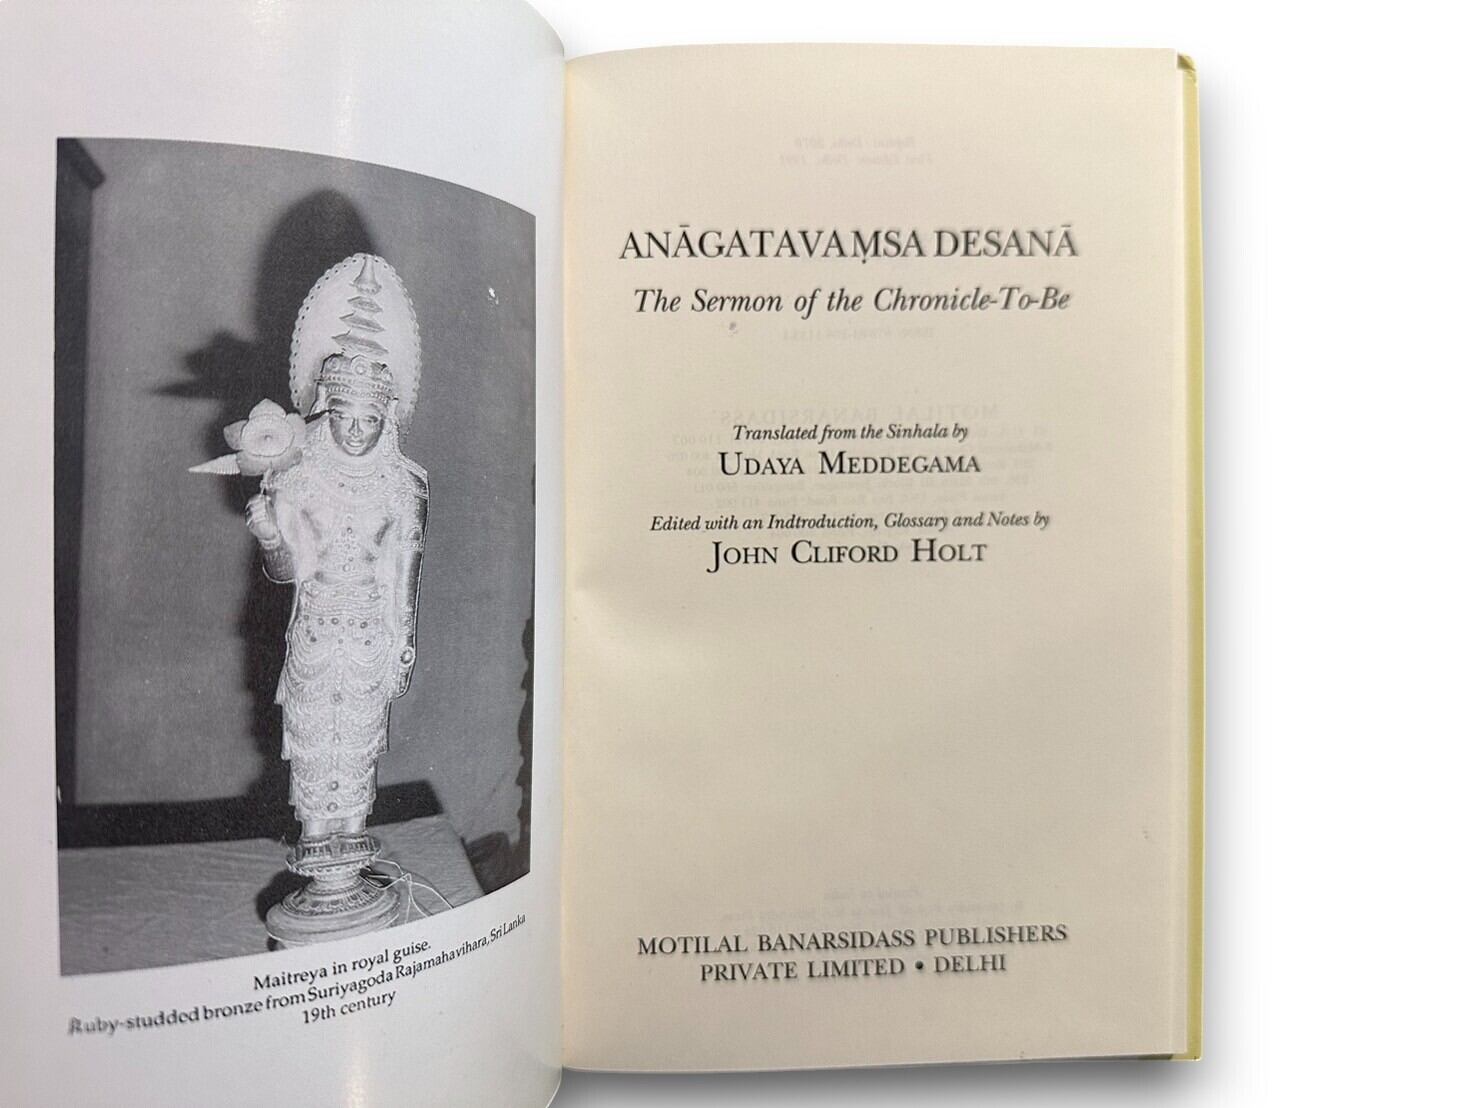 Maitreya in royal guise.
Ruby-studded bronze from Suriyagoda Rajamahavihara, Sri Lanka
19th century
ANĀGATAVAṂSA DESANĀ
The Sermon of the Chronicle-To-Be
Translated from the Sinhala by
UDAYA MEDDEGAMA
Edited with an Indtroduction, Glossary and Notes by
JOHN CLIFORD HOLT
MOTILAL BANARSIDASS PUBLISHERS
PRIVATE LIMITED • DELHI